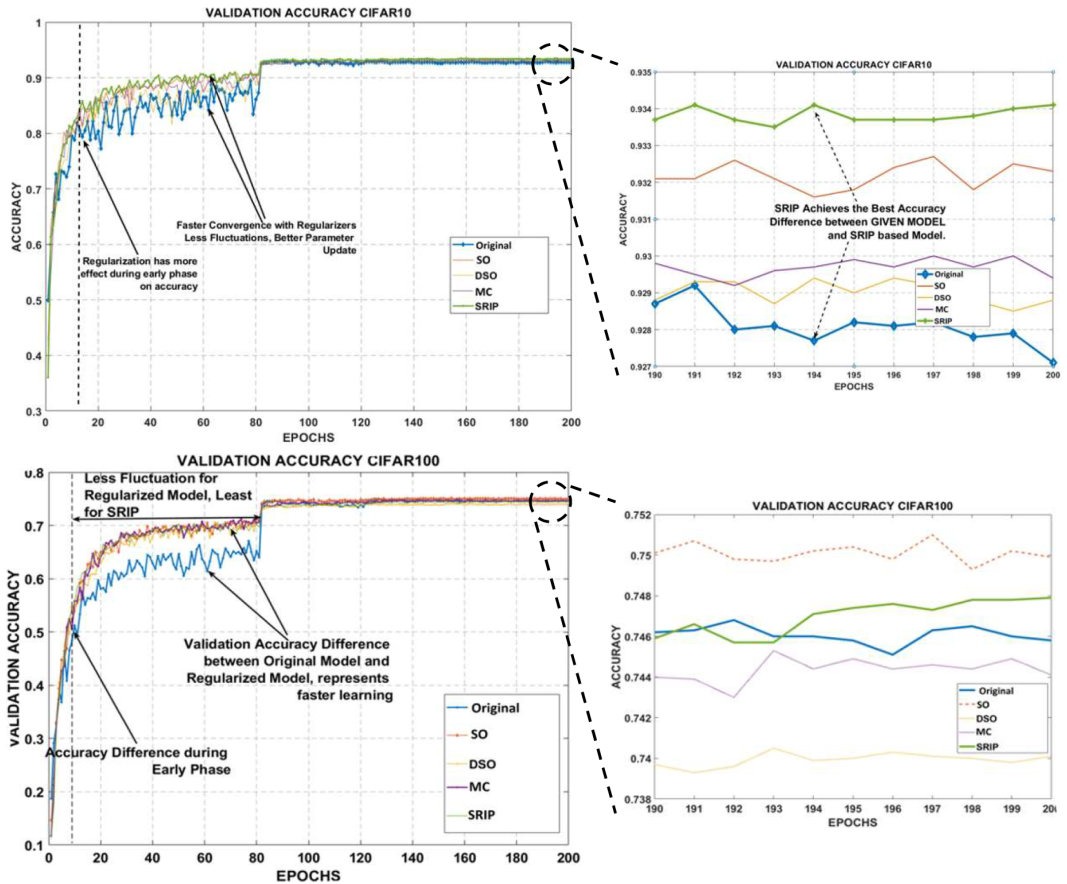 VALIDATION ACCURACY CIFAR10
1
0.9
0.8
0.7
0.6
0.5
0.4
0.3
ACCURACY
Faster Convergence with Regularizers
Less Fluctuations, Better Parameter
Update
Regularization has more
effect during early phase
on accuracy
Original
SO
DSO
MC
SRIP
0 20 40 60 80 100 120 140 160 180 200
EPOCHS
VALIDATION ACCURACY CIFAR10
0.935
0.934
0.933
0.932
0.931
0.93
0.929
0.928
0.927
ACCURACY
SRIP Achieves the Best Accuracy
Difference between GIVEN MODEL
and SRIP based Model.
Original
SO
DSO
MC
SRIP
190 191 192 193 194 195 196 197 198 199 200
EPOCHS
VALIDATION ACCURACY CIFAR100
0.8
0.7
0.6
0.5
0.4
0.3
0.2
0.1
VALIDATION ACCURACY
Less Fluctuation for
Regularized Model, Least
for SRIP
Validation Accuracy Difference
between Original Model and
Regularized Model, represents
faster learning
Accuracy Difference during
Early Phase
Original
SO
DSO
MC
SRIP
0 20 40 60 80 100 120 140 160 180 200
EPOCHS
VALIDATION ACCURACY CIFAR100
0.752
0.75
0.748
0.746
0.744
0.742
0.74
0.738
ACCURACY
Original
SO
DSO
MC
SRIP
190 191 192 193 194 195 196 197 198 199 200
EPOCHS